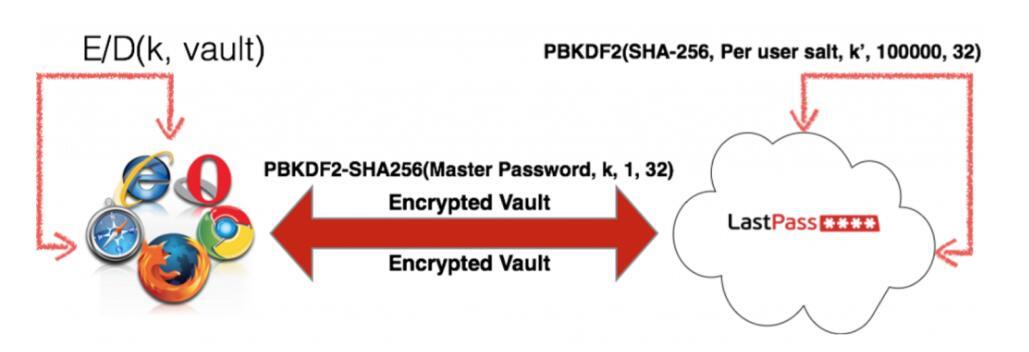 E/D(k, vault)
PBKDF2(SHA-256, Per user salt, k’, 100000, 32)
PBKDF2-SHA256(Master Password, k, 1, 32)
Encrypted Vault
LastPass ****
Encrypted Vault